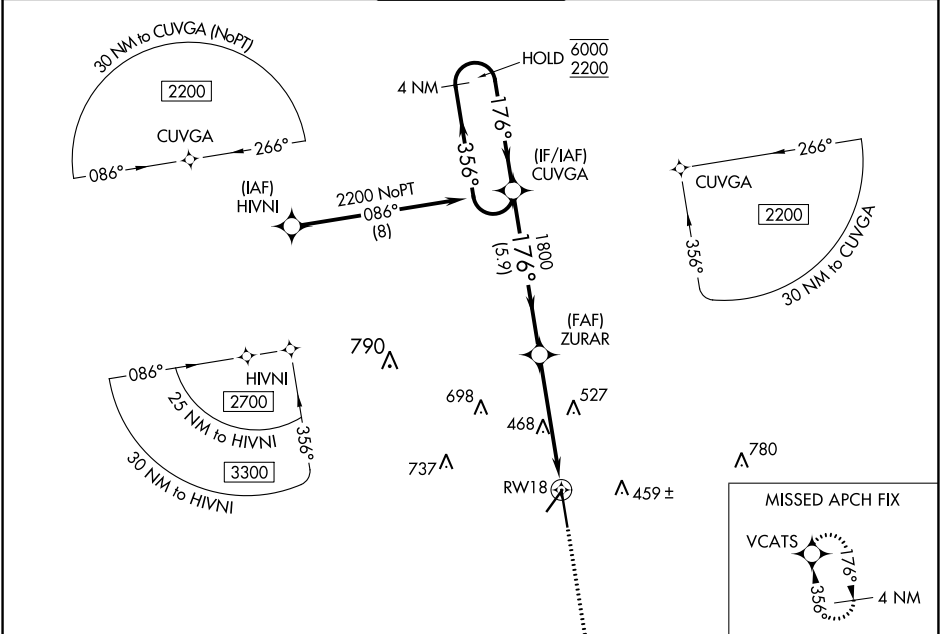 30 NM to CUVGA (NoPT)
2200
CUVGA
086°
266°
HOLD 6000
2200
4 NM
176°
356°
(IF/IAF)
CUVGA
(IAF)
HIVNI
2200 NoPT
086°
(8)
266°
CUVGA
2200
356°
30 NM to CUVGA
1800
176°
(5.9)
(FAF)
ZURAR
790
698
527
468
737
780
RW18
459 ±
086°
HIVNI
2700
25 NM to HIVNI
356°
3300
30 NM to HIVNI
MISSED APCH FIX
VCATS
176°
356°
4 NM